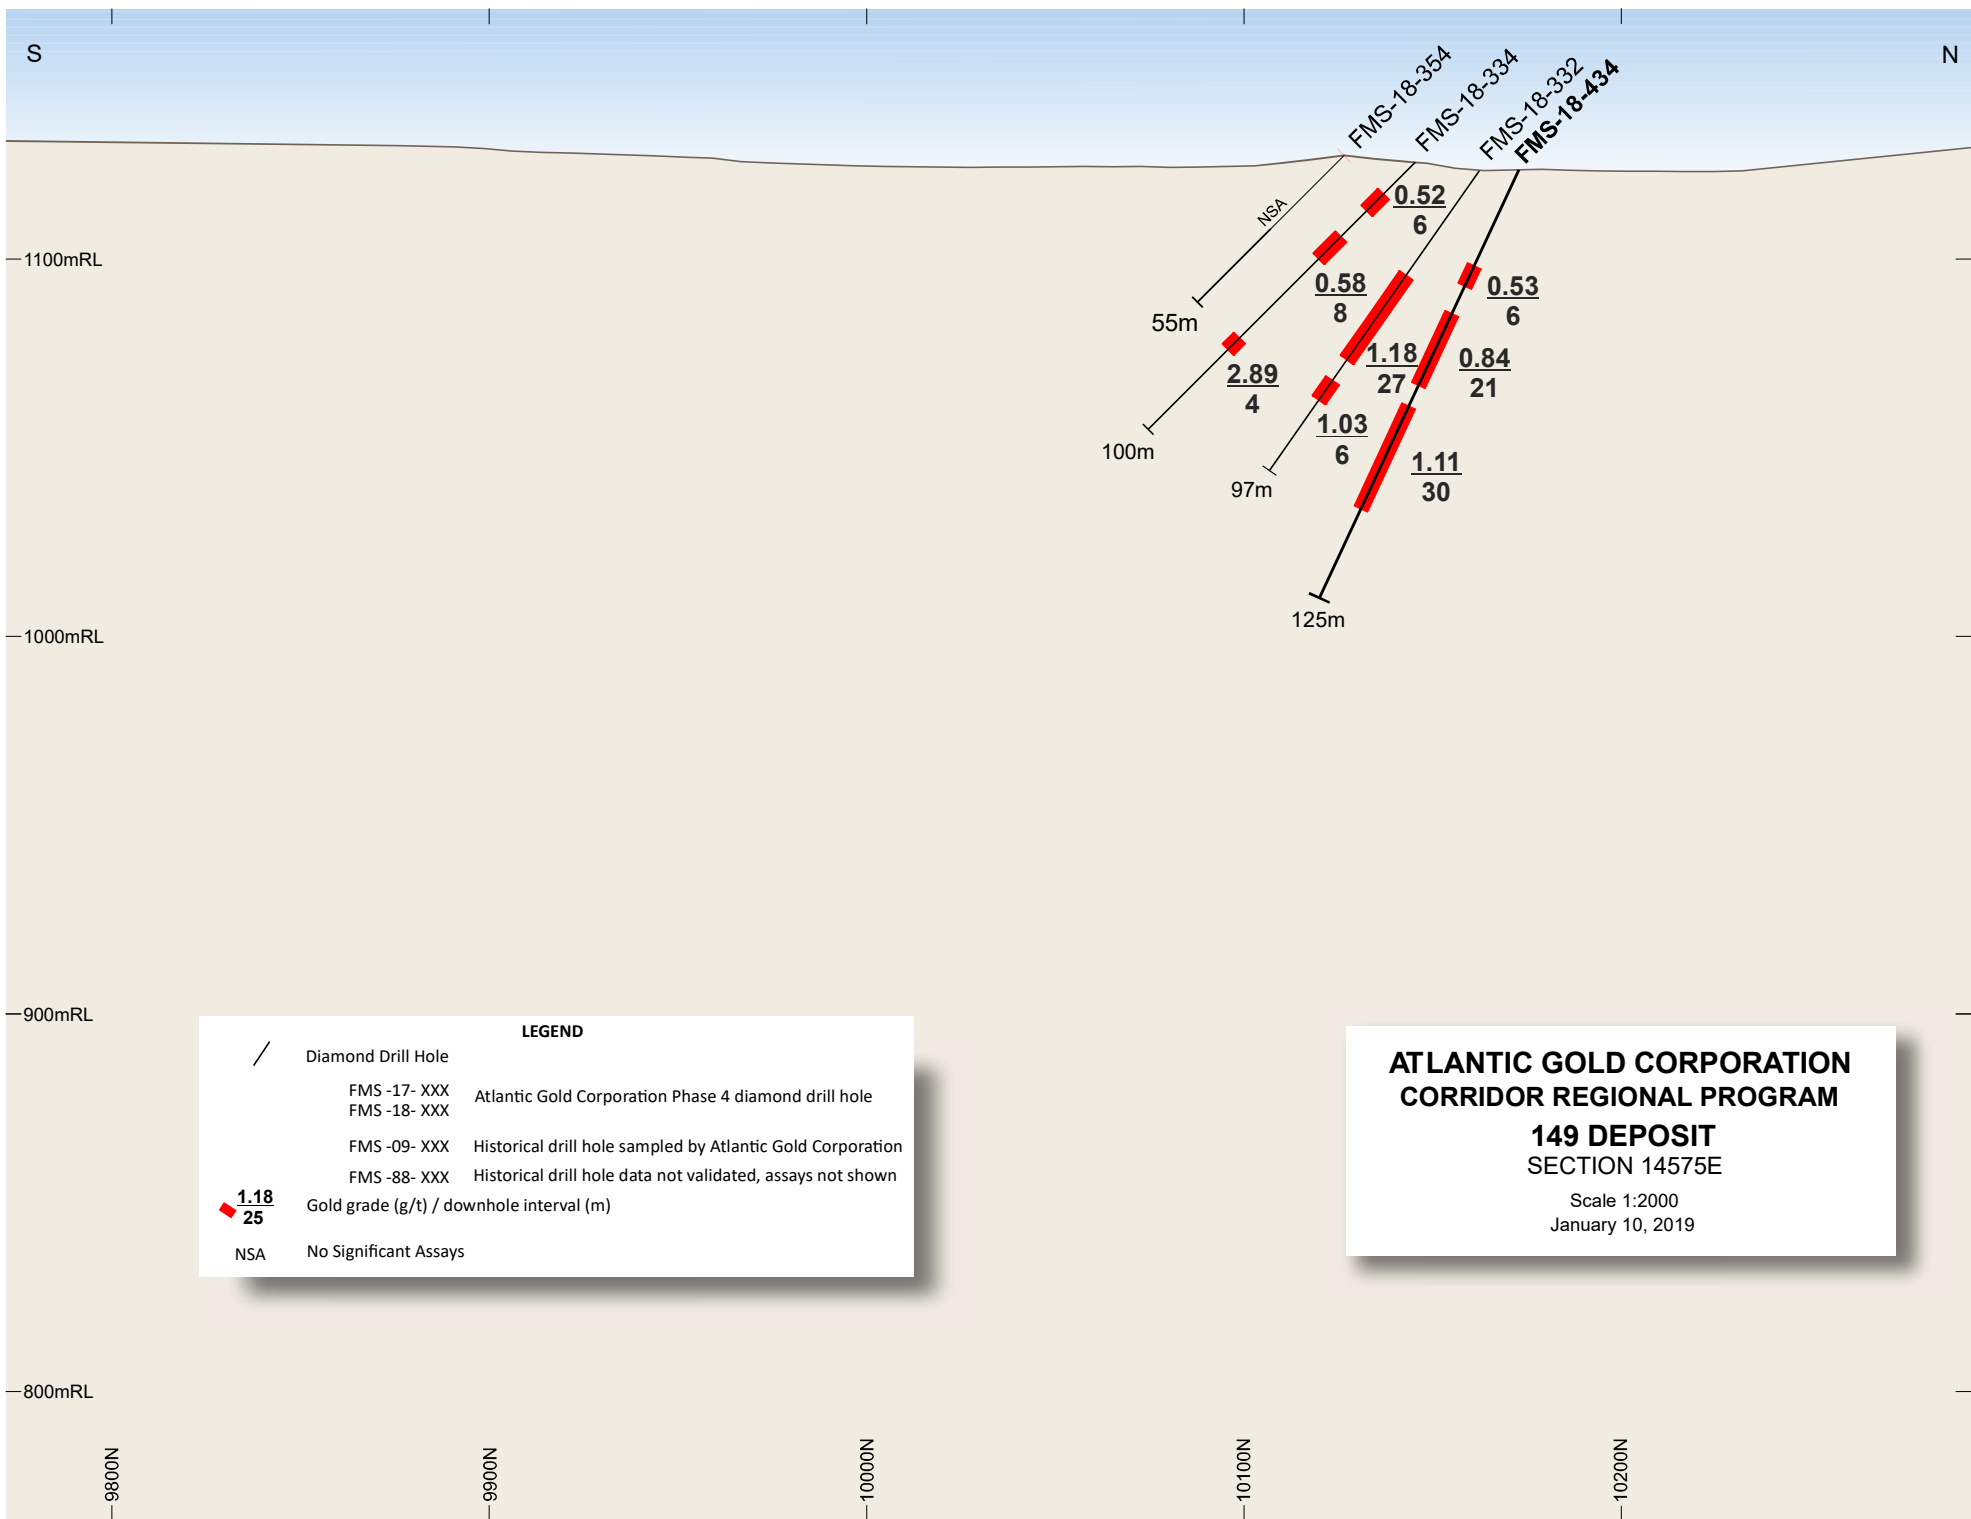 S
N
FMS-18-354
FMS-18-334
FMS-18-332
FMS-18-434
NSA
0.52
6
1100mRL
0.58
8
0.53
6
55m
1.18
27
0.84
21
2.89
4
1.03
6
100m
1.11
30
97m
125m
1000mRL
900mRL
LEGEND
Diamond Drill Hole
FMS -17- XXX
FMS -18- XXX
Atlantic Gold Corporation Phase 4 diamond drill hole
FMS -09- XXX Historical drill hole sampled by Atlantic Gold Corporation
FMS -88- XXX Historical drill hole data not validated, assays not shown
1.18
25
Gold grade (g/t) / downhole interval (m)
NSA No Significant Assays
ATLANTIC GOLD CORPORATION
CORRIDOR REGIONAL PROGRAM
149 DEPOSIT
SECTION 14575E
Scale 1:2000
January 10, 2019
800mRL
9800N
9900N
10000N
10100N
10200N